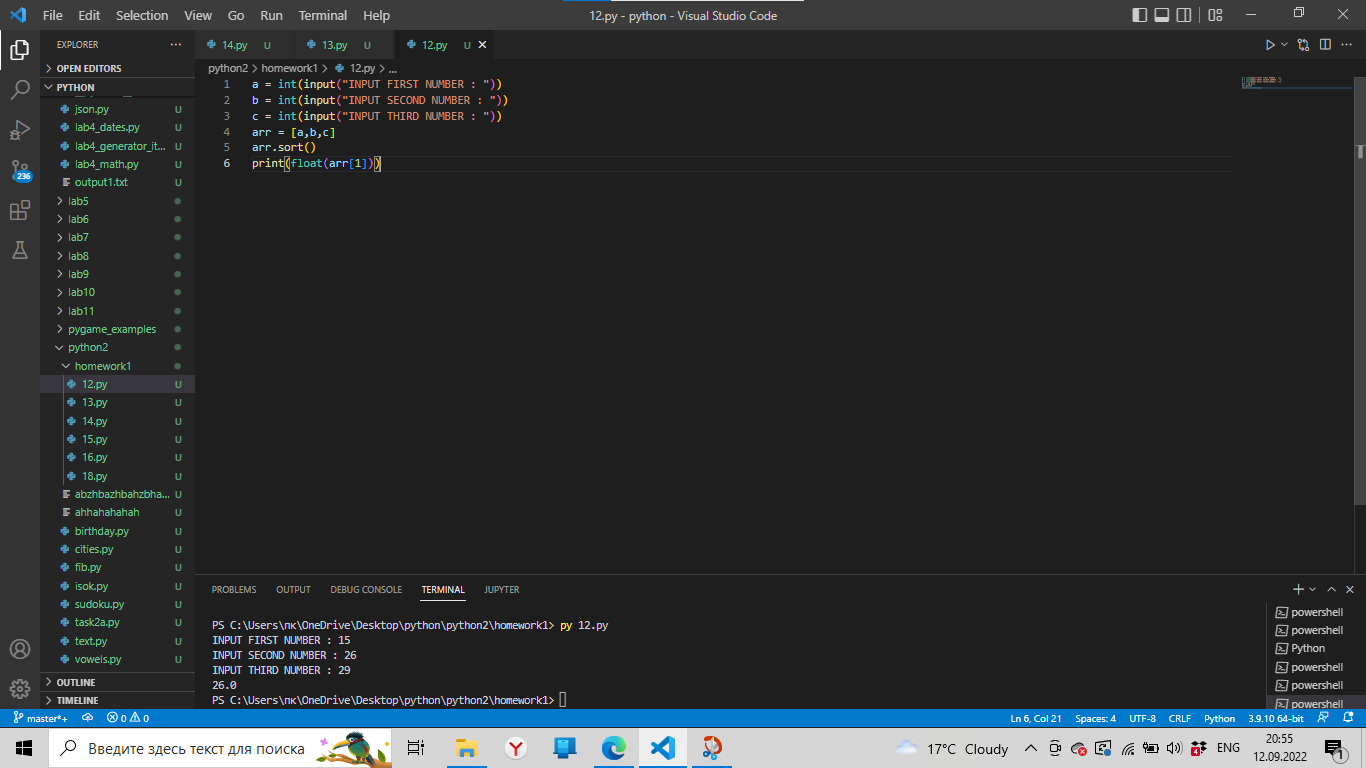 File Edit Selection View Go Run Terminal Help
12.py - python - Visual Studio Code
EXPLORER ···
OPEN EDITORS
PYTHON
json.py U
lab4_dates.py U
lab4_generator_it... U
lab4_math.py U
output1.txt U
lab5
lab6
lab7
lab8
lab9
lab10
lab11
pygame_examples
python2
homework1
12.py U
13.py U
14.py U
15.py U
16.py U
18.py U
abzhbazhbahzbha... U
ahhahahahah U
birthday.py U
cities.py U
fib.py U
isok.py U
sudoku.py U
task2a.py U
text.py U
vowels.py U
OUTLINE
TIMELINE
236
14.py U 13.py U 12.py U
python2 > homework1 > 12.py > ...
1 a = int(input("INPUT FIRST NUMBER : "))
2 b = int(input("INPUT SECOND NUMBER : "))
3 c = int(input("INPUT THIRD NUMBER : "))
4 arr = [a,b,c]
5 arr.sort()
6 print(float(arr[1]))
PROBLEMS OUTPUT DEBUG CONSOLE TERMINAL JUPYTER
PS C:\Users\пк\OneDrive\Desktop\python\python2\homework1> py 12.py
INPUT FIRST NUMBER : 15
INPUT SECOND NUMBER : 26
INPUT THIRD NUMBER : 29
26.0
PS C:\Users\пк\OneDrive\Desktop\python\python2\homework1>
powershell
powershell
Python
powershell
powershell
powershell
master*+ 0 0 Ln 6, Col 21 Spaces: 4 UTF-8 CRLF Python 3.9.10 64-bit
Введите здесь текст для поиска
17°C Cloudy ENG
20:55
12.09.2022
1